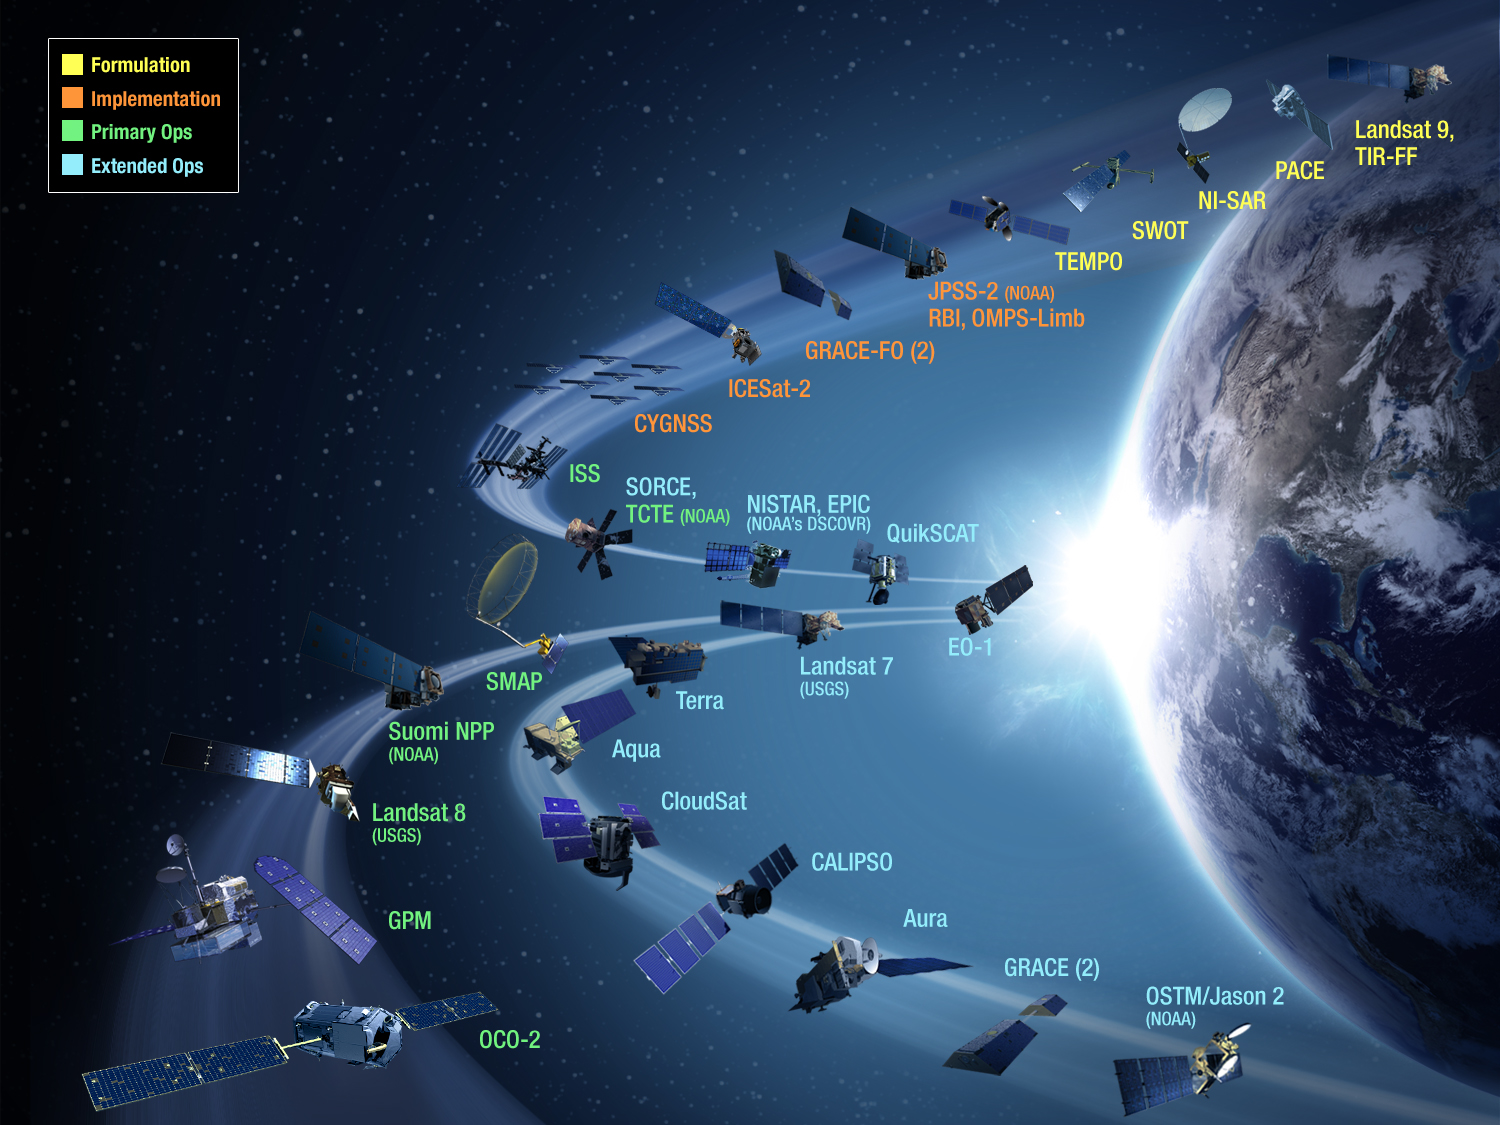 Formulation
Implementation
Primary Ops
Extended Ops
Landsat 9,
TIR-FF
PACE
NI-SAR
SWOT
TEMPO
JPSS-2 (NOAA)
RBI, OMPS-Limb
GRACE-FO (2)
ICESat-2
CYGNSS
ISS
SORCE,
TCTE (NOAA)
NISTAR, EPIC
(NOAA's DSCOVR)
QuikSCAT
EO-1
Landsat 7
(USGS)
SMAP
Terra
Suomi NPP
(NOAA)
Aqua
Landsat 8
(USGS)
CloudSat
CALIPSO
GPM
Aura
GRACE (2)
OSTM/Jason 2
(NOAA)
OCO-2